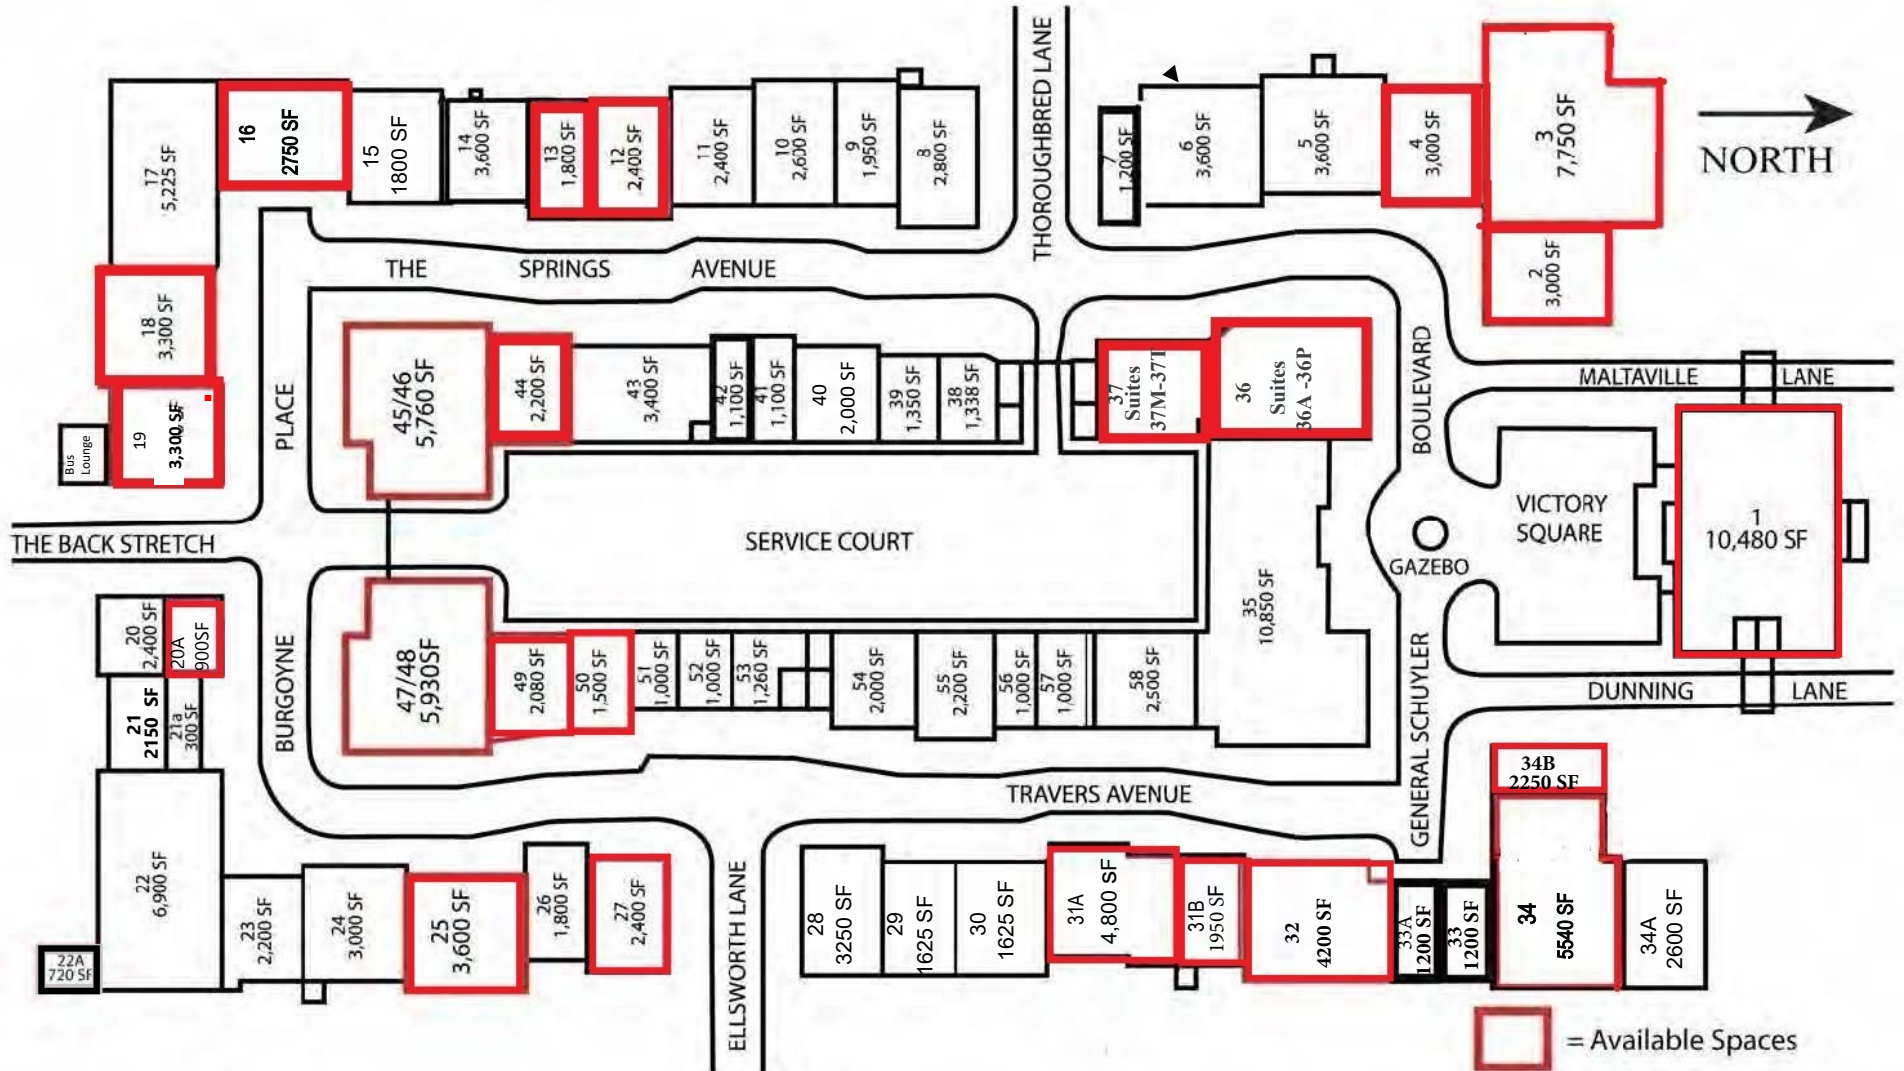 17
5,225 SF
16
2750 SF
15
1800 SF
14
3,600 SF
13
1,800 SF
12
2,400 SF
11
2,400 SF
10
2,600 SF
9
1,950 SF
8
2,800 SF
THOROUGHBRED LANE
7
1,200 SF
6
3,600 SF
5
3,600 SF
4
3,000 SF
3
7,750 SF
2
3,000 SF
NORTH
THE SPRINGS AVENUE
18
3,300 SF
19
3,300 SF
Bus
Lounge
BURGOYNE PLACE
45/46
5,760 SF
44
2,200 SF
43
3,400 SF
42
1,100 SF
41
1,100 SF
40
2,000 SF
39
1,350 SF
38
1,338 SF
37
Suites
37M-37T
36
Suites
36A -36P
GENERAL SCHUYLER BOULEVARD
MALTAVILLE LANE
VICTORY
SQUARE
1
10,480 SF
GAZEBO
SERVICE COURT
THE BACK STRETCH
20
2,400 SF
20A
900SF
21
2150 SF
21a
300 SF
47/48
5,930SF
49
2,080 SF
50
1,500 SF
51
1,000 SF
52
1,000 SF
53
1,260 SF
54
2,000 SF
55
2,200 SF
56
1,000 SF
57
1,000 SF
58
2,500 SF
35
10,850 SF
DUNNING LANE
TRAVERS AVENUE
22
6,900 SF
22A
720 SF
23
2,200 SF
24
3,000 SF
25
3,600 SF
26
1,800 SF
27
2,400 SF
ELLSWORTH LANE
28
3250 SF
29
1625 SF
30
1625 SF
31A
4,800 SF
31B
1950 SF
32
4200 SF
33A
1200 SF
33
1200 SF
34B
2250 SF
34
5540 SF
34A
2600 SF
= Available Spaces